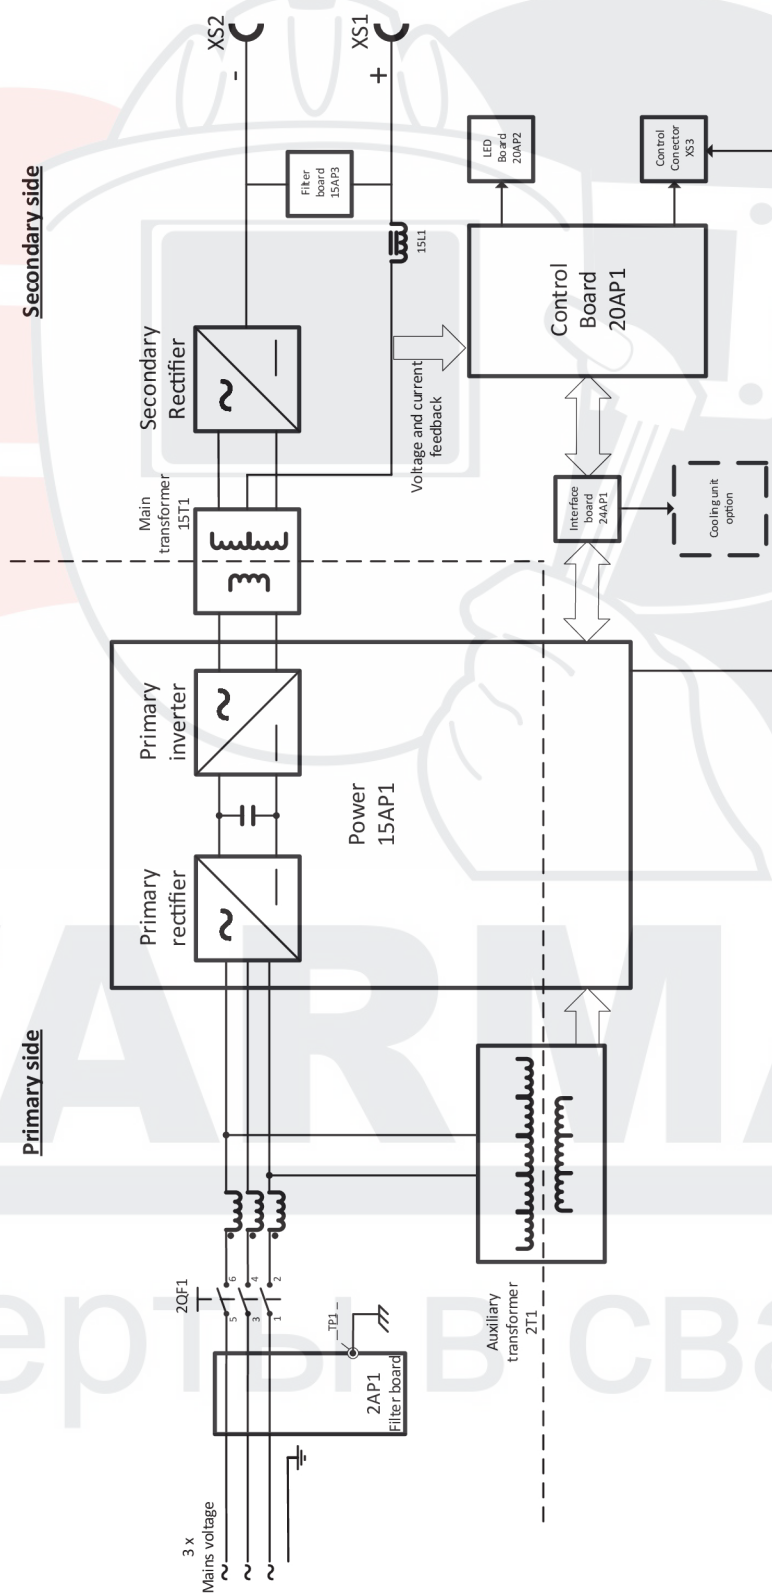 Primary side
Secondary side
3 x
Mains voltage
2AP1
Filter board
TP1
2QF1
5
6
3
4
1
2
Auxiliary
transformer
2T1
Primary
rectifier
Primary
inverter
Power
15AP1
Main
transformer
15T1
Secondary
Rectifier
Filter
board
15AP3
15L1
-
XS2
+
XS1
Voltage and current
feedback
Interface
board
24AP1
Cooling unit
option
Control
Board
20AP1
LED
Board
20AP2
Control
Conector
XS3
ARMA
ерты в сва